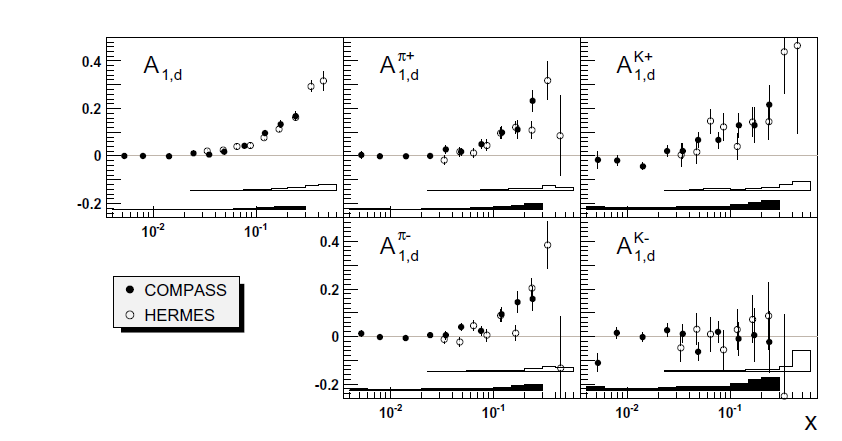 A1,d
Aπ+1,d
AK+1,d
0.4
0.2
0
-0.2
10-2
10-1
Aπ-1,d
AK-1,d
0.4
0.2
0
-0.2
COMPASS
HERMES
10-2
10-1
10-2
10-1
X